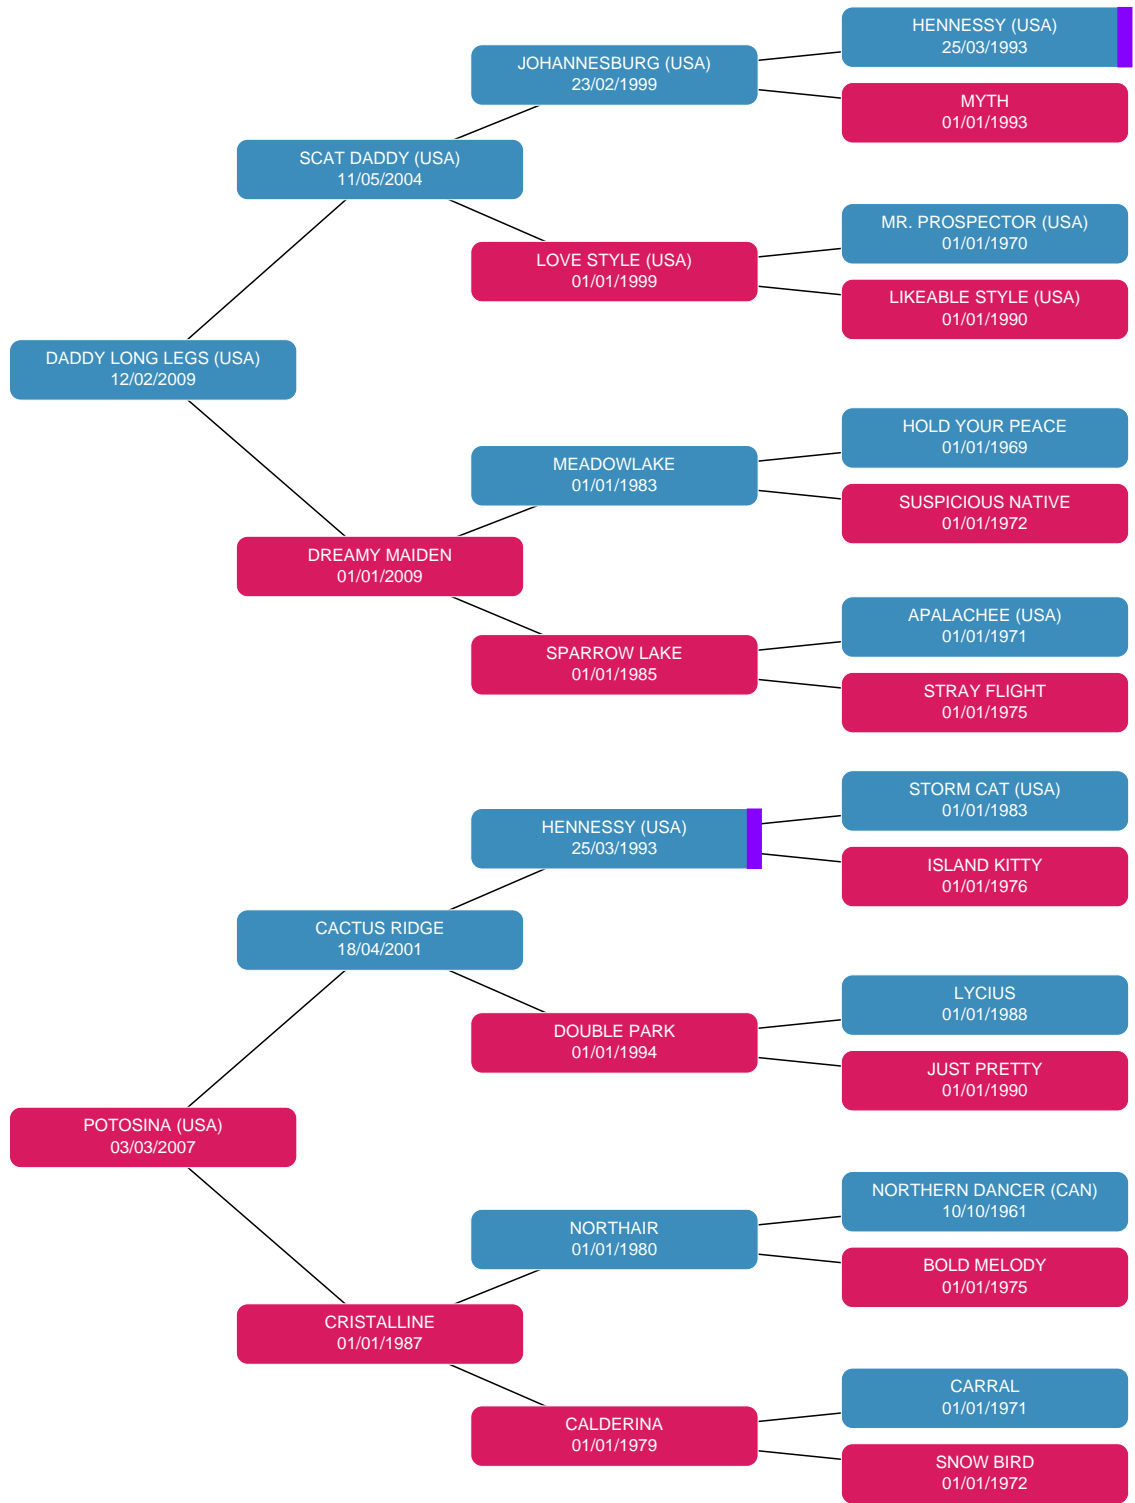 HENNESSY (USA)
25/03/1993
JOHANNESBURG (USA)
23/02/1999
MYTH
01/01/1993
SCAT DADDY (USA)
11/05/2004
MR. PROSPECTOR (USA)
01/01/1970
LOVE STYLE (USA)
01/01/1999
LIKEABLE STYLE (USA)
01/01/1990
DADDY LONG LEGS (USA)
12/02/2009
HOLD YOUR PEACE
01/01/1969
MEADOWLAKE
01/01/1983
SUSPICIOUS NATIVE
01/01/1972
DREAMY MAIDEN
01/01/2009
APALACHEE (USA)
01/01/1971
SPARROW LAKE
01/01/1985
STRAY FLIGHT
01/01/1975
STORM CAT (USA)
01/01/1983
HENNESSY (USA)
25/03/1993
ISLAND KITTY
01/01/1976
CACTUS RIDGE
18/04/2001
LYCIUS
01/01/1988
DOUBLE PARK
01/01/1994
JUST PRETTY
01/01/1990
POTOSINA (USA)
03/03/2007
NORTHERN DANCER (CAN)
10/10/1961
NORTHAIR
01/01/1980
BOLD MELODY
01/01/1975
CRISTALLINE
01/01/1987
CARRAL
01/01/1971
CALDERINA
01/01/1979
SNOW BIRD
01/01/1972